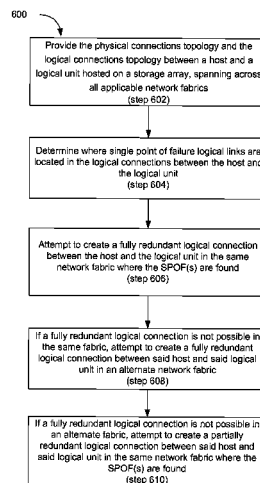 600
Provide the physical connections topology and the
logical connections topology between a host and a
logical unit hosted on a storage array, spanning across
all applicable network fabrics
(step 602)
Determine where single point of failure logical links are
located in the logical connections between the host and
the logical unit
(step 604)
Attempt to create a fully redundant logical connection
between the host and the logical unit in the same
network fabric where the SPOF(s) are found
(step 606)
If a fully redundant logical connection is not possible in
the same fabric, attempt to create a fully redundant
logical connection between said host and said logical
unit in an alternate network fabric
(step 608)
If a fully redundant logical connection is not possible in
an alternate fabric, attempt to create a partially
redundant logical connection between said host and
said logical unit in the same network fabric where the
SPOF(s) are found
(step 610)